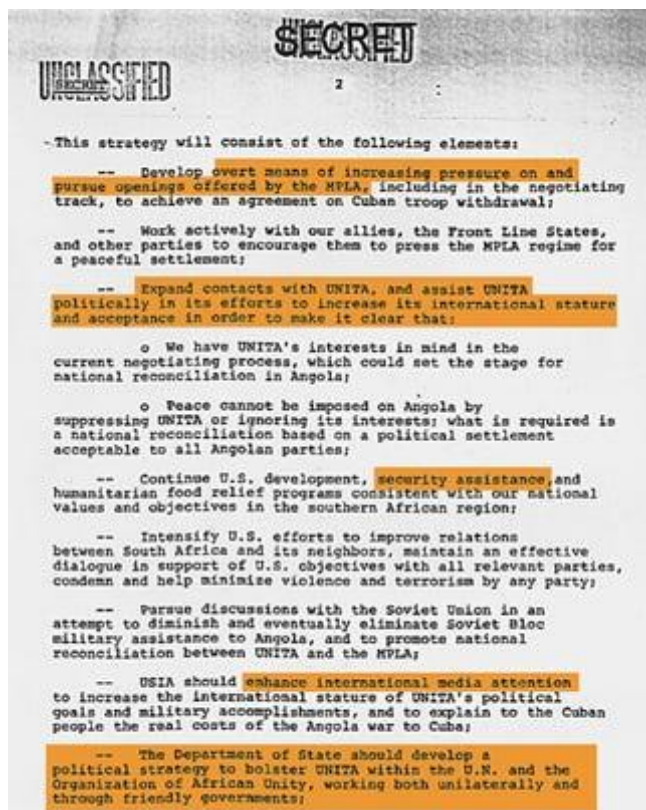 SECRET
UNCLASSIFIED
SECRET
2
This strategy will consist of the following elements:
-- Develop overt means of increasing pressure on and
pursue openings offered by the MPLA, including in the negotiating
track, to achieve an agreement on Cuban troop withdrawal;
-- Work actively with our allies, the Front Line States,
and other parties to encourage them to press the MPLA regime for
a peaceful settlement;
-- Expand contacts with UNITA, and assist UNITA
politically in its efforts to increase its international stature
and acceptance in order to make it clear that:
o We have UNITA's interests in mind in the
current negotiating process, which could set the stage for
national reconciliation in Angola;
o Peace cannot be imposed on Angola by
suppressing UNITA or ignoring its interests; what is required is
a national reconciliation based on a political settlement
acceptable to all Angolan parties;
-- Continue U.S. development, security assistance, and
humanitarian food relief programs consistent with our national
values and objectives in the southern African region;
-- Intensify U.S. efforts to improve relations
between South Africa and its neighbors, maintain an effective
dialogue in support of U.S. objectives with all relevant parties,
condemn and help minimize violence and terrorism by any party;
-- Pursue discussions with the Soviet Union in an
attempt to diminish and eventually eliminate Soviet Bloc
military assistance to Angola, and to promote national
reconciliation between UNITA and the MPLA;
-- USIA should enhance international media attention
to increase the international stature of UNITA's political
goals and military accomplishments, and to explain to the Cuban
people the real costs of the Angola war to Cuba;
-- The Department of State should develop a
political strategy to bolster UNITA within the U.N. and the
Organization of African Unity, working both unilaterally and
through friendly governments;